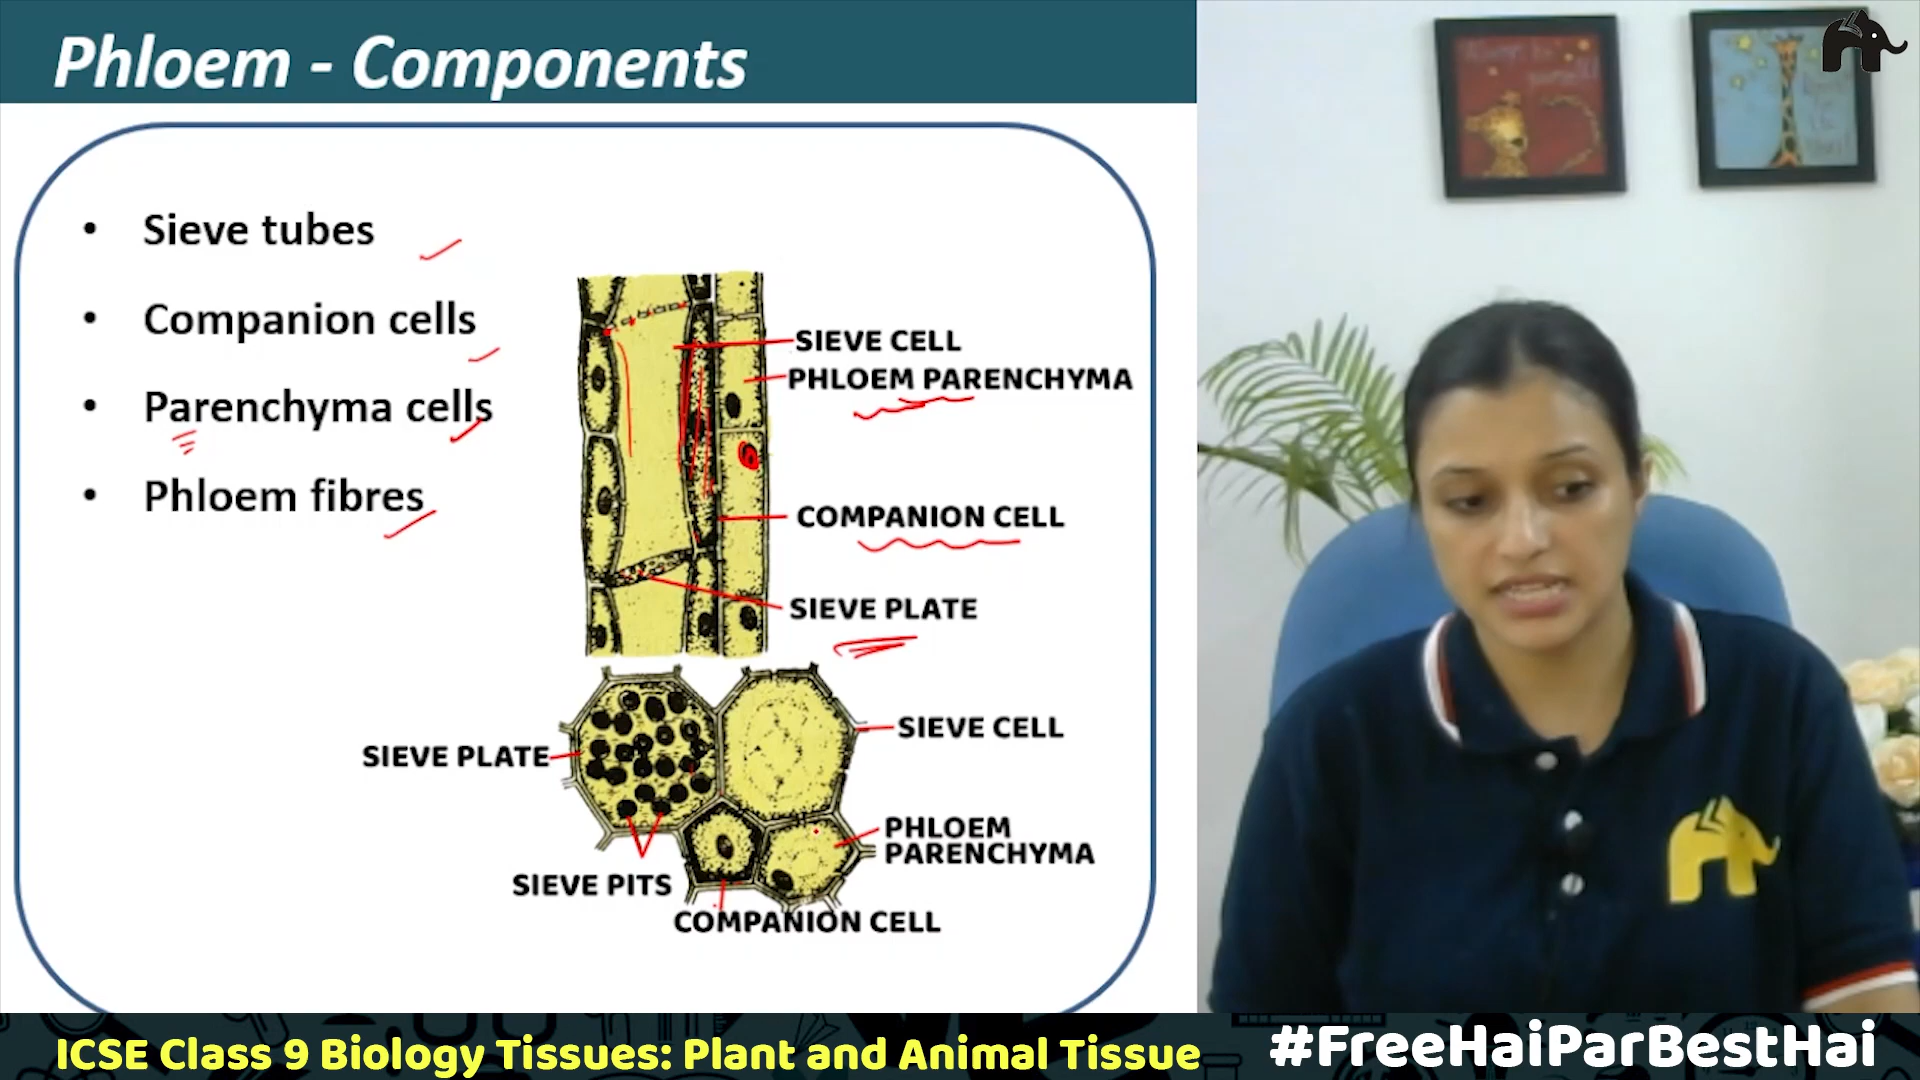 Phloem - Components
• Sieve tubes
• Companion cells
• Parenchyma cells
• Phloem fibres
SIEVE CELL
PHLOEM PARENCHYMA
COMPANION CELL
SIEVE PLATE
SIEVE CELL
SIEVE PLATE
PHLOEM
PARENCHYMA
SIEVE PITS
COMPANION CELL
ICSE Class 9 Biology Tissues: Plant and Animal Tissue
#FreeHaiParBestHai